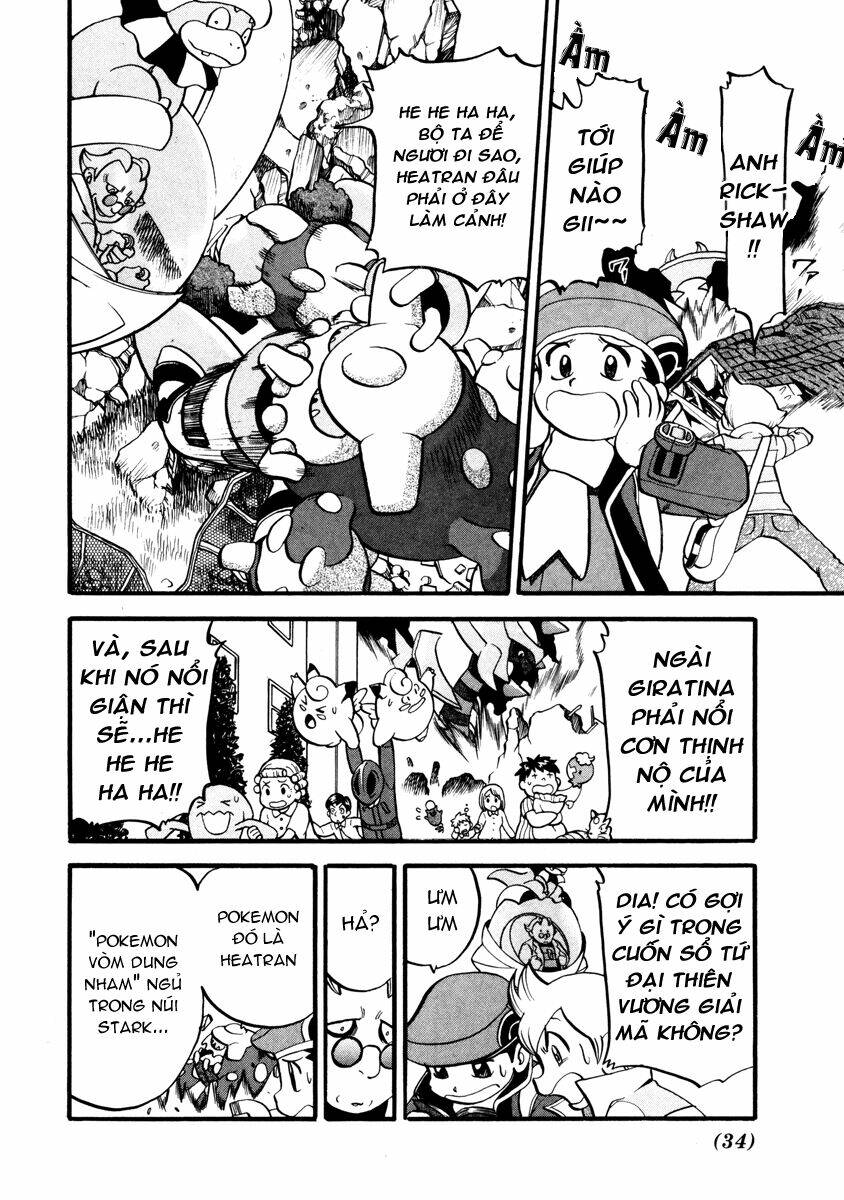 Ầm
Ầm
Ầm
ANH
RICK-
SHAW
!!
TỚI
GIÚP
NÀO
GII~~
HE HE HA HA,
BỘ TA ĐỂ
NGƯƠI ĐI SAO,
HEATRAN ĐÂU
PHẢI Ở ĐÂY
LÀM CẢNH!
NGÀI
GIRATINA
PHẢI NỔI
CƠN THỊNH
NỘ CỦA
MÌNH!!
VÀ, SAU
KHI NÓ NỔI
GIẬN THÌ
SẼ...HE
HE HE
HA HA!!
DIA! CÓ GỢI
Ý GÌ TRONG
CUỐN SỔ TỨ
ĐẠI THIÊN
VƯƠNG GIẢI
MÃ KHÔNG?
ƯM
ƯM
HẢ?
POKEMON
ĐÓ LÀ
HEATRAN
"POKEMON
VÒM DUNG
NHAM" NGỦ
TRONG NÚI
STARK...
(34)